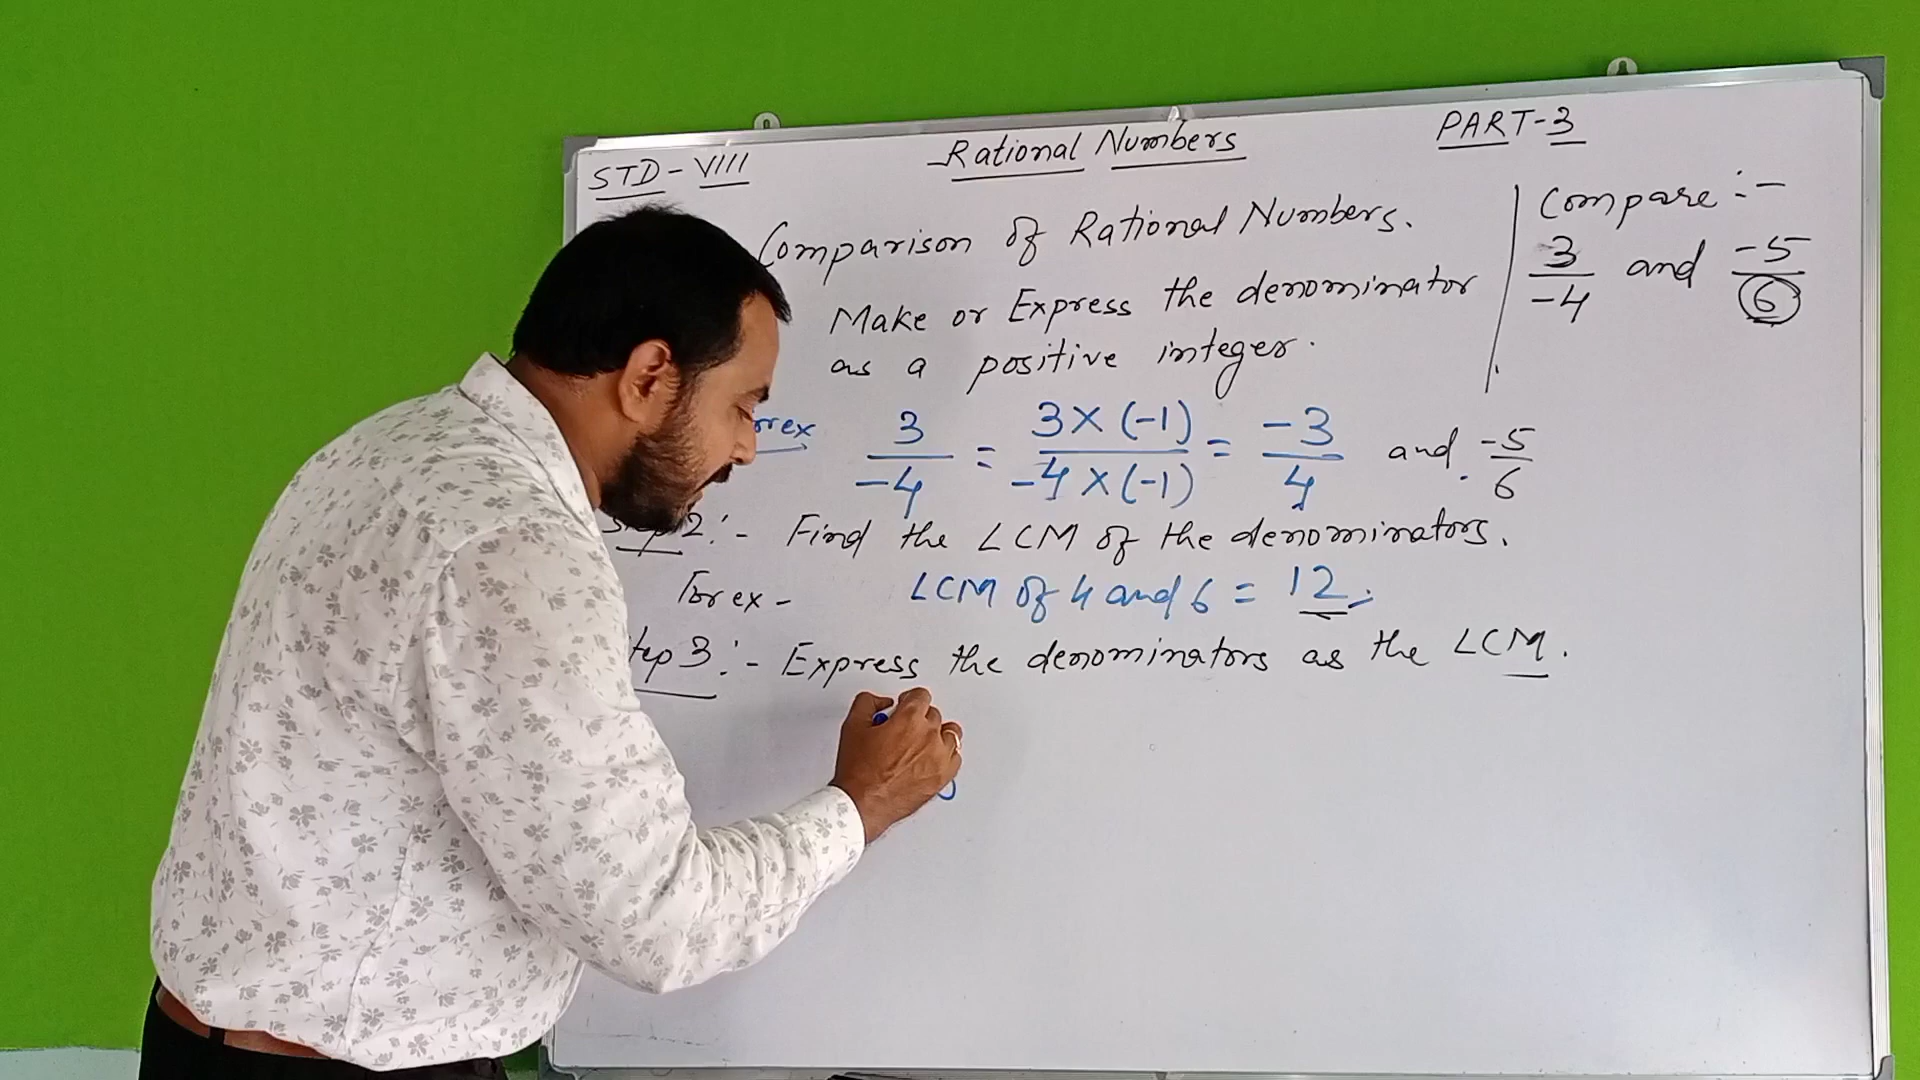 STD-VIII
Rational Numbers
PART-3
Comparison of Rational Numbers.
Make or Express the denominator
as a positive integer.
Compare :-
3/-4 and -5/6
3/-4 = 3×(-1)/-4×(-1) = -3/4 and -5/6
Step 2:- Find the LCM of the denominators.
For ex- LCM of 4 and 6 = 12.
Step 3:- Express the denominators as the LCM.